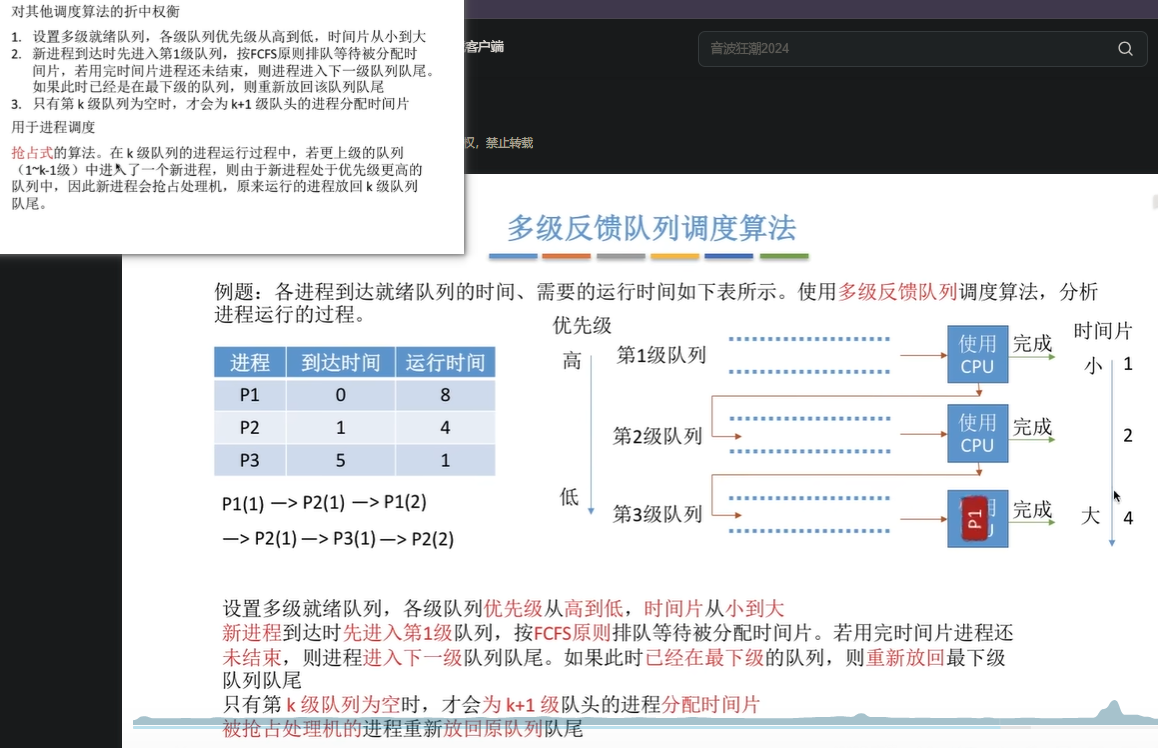 对其他调度算法的折中权衡
1. 设置多级就绪队列，各级队列优先级从高到低，时间片从小到大
2. 新进程到达时先进入第1级队列，按FCFS原则排队等待被分配时
间片，若用完时间片进程还未结束，则进程进入下一级队列队尾。
如果此时已经是在最下级的队列，则重新放回该队列队尾
3. 只有第 k 级队列为空时，才会为 k+1 级队头的进程分配时间片
用于进程调度
抢占式的算法。在 k 级队列的进程运行过程中，若更上级的队列
（1~k-1级）中进入了一个新进程，则由于新进程处于优先级更高的
队列中，因此新进程会抢占处理机，原来运行的进程放回 k 级队列
队尾。
客户端
音波狂潮2024
权，禁止转载
多级反馈队列调度算法
例题：各进程到达就绪队列的时间、需要的运行时间如下表所示。使用多级反馈队列调度算法，分析
进程运行的过程。
进程 到达时间 运行时间
P1 0 8
P2 1 4
P3 5 1
P1(1) —> P2(1) —> P1(2)
—> P2(1) —> P3(1) —> P2(2)
优先级
高
低
第1级队列
使用
CPU
完成
第2级队列
使用
CPU
完成
第3级队列
P1
完成
时间片
小 1
2
大 4
设置多级就绪队列，各级队列优先级从高到低，时间片从小到大
新进程到达时先进入第1级队列，按FCFS原则排队等待被分配时间片。若用完时间片进程还
未结束，则进程进入下一级队列队尾。如果此时已经在最下级的队列，则重新放回最下级
队列队尾
只有第 k 级队列为空时，才会为 k+1 级队头的进程分配时间片
被抢占处理机的进程重新放回原队列队尾